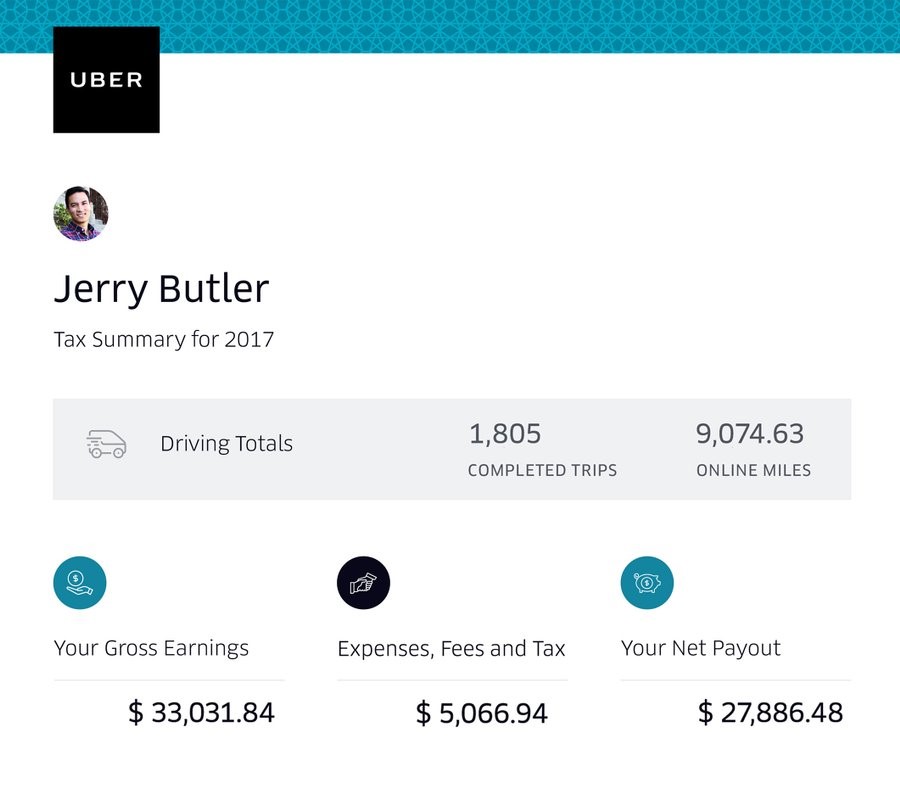 UBER
Jerry Butler
Tax Summary for 2017
Driving Totals
1,805
COMPLETED TRIPS
9,074.63
ONLINE MILES
Your Gross Earnings
$ 33,031.84
Expenses, Fees and Tax
$ 5,066.94
Your Net Payout
$ 27,886.48